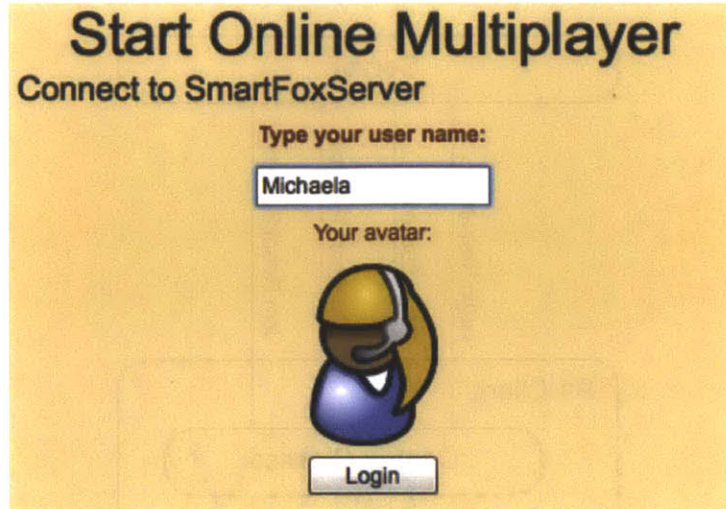 Start Online Multiplayer
Connect to SmartFoxServer
Type your user name:
Michaela
Your avatar:
Login